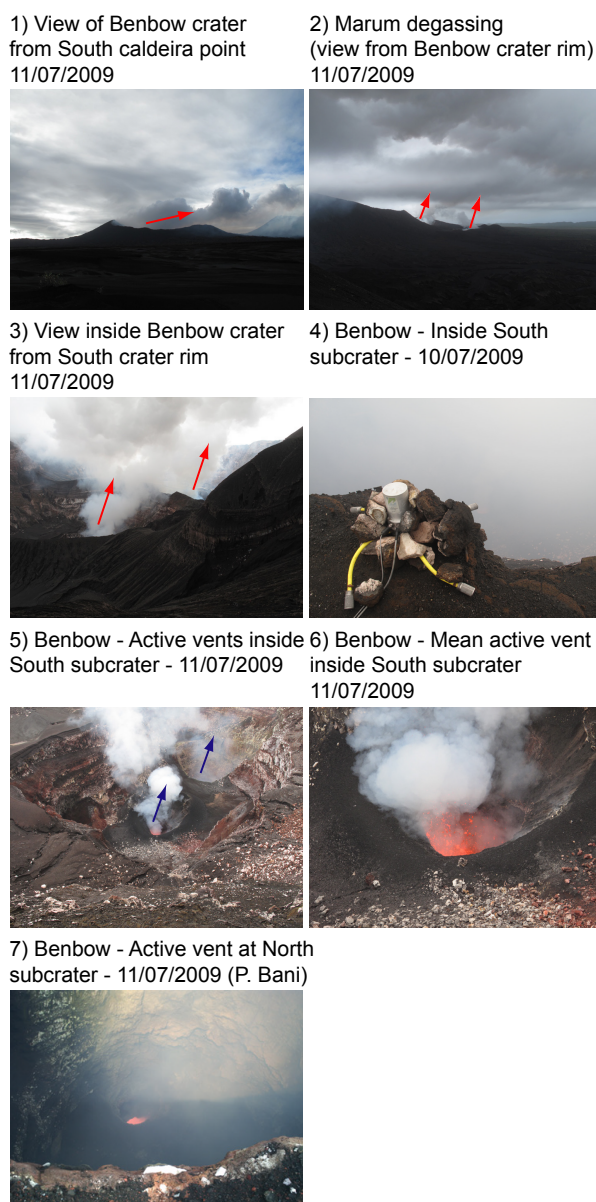 1) View of Benbow crater
from South caldeira point
11/07/2009
2) Marum degassing
(view from Benbow crater rim)
11/07/2009
3) View inside Benbow crater
from South crater rim
11/07/2009
4) Benbow - Inside South
subcrater - 10/07/2009
5) Benbow - Active vents inside
South subcrater - 11/07/2009
6) Benbow - Mean active vent
inside South subcrater
11/07/2009
7) Benbow - Active vent at North
subcrater - 11/07/2009 (P. Bani)